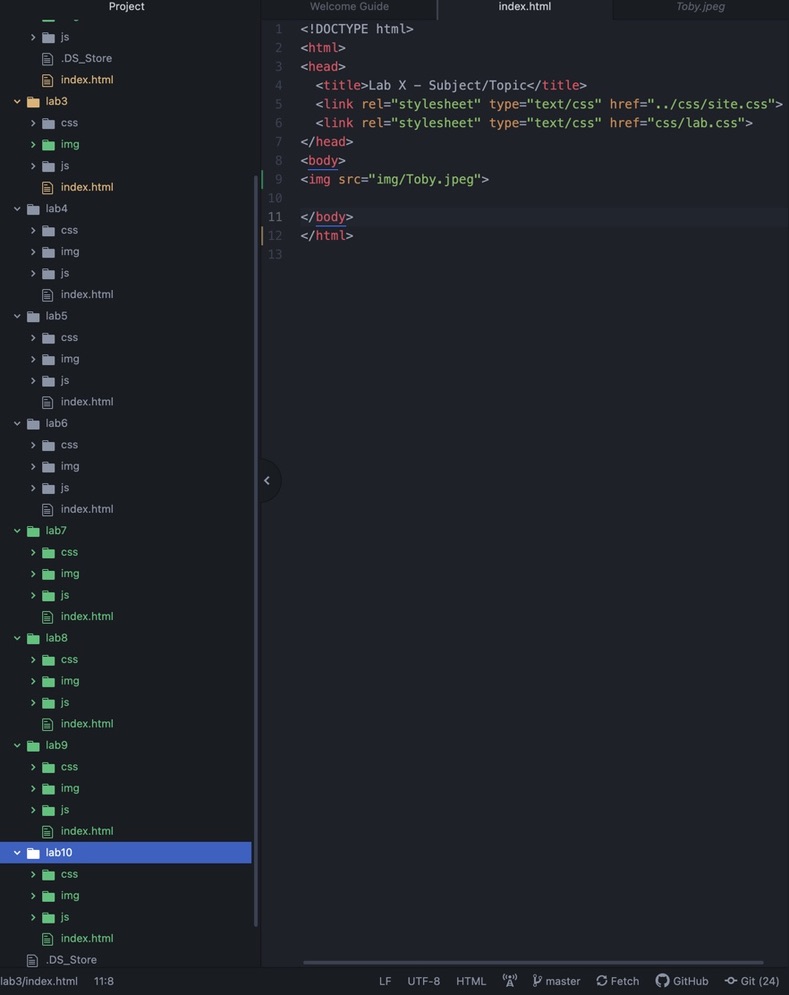 Project
js
.DS_Store
index.html
lab3
css
img
js
index.html
lab4
css
img
js
index.html
lab5
css
img
js
index.html
lab6
css
img
js
index.html
lab7
css
img
js
index.html
lab8
css
img
js
index.html
lab9
css
img
js
index.html
lab10
css
img
js
index.html
.DS_Store
Welcome Guide index.html Toby.jpeg
1 <!DOCTYPE html>
2 <html>
3 <head>
4 <title>Lab X - Subject/Topic</title>
5 <link rel="stylesheet" type="text/css" href="../css/site.css">
6 <link rel="stylesheet" type="text/css" href="css/lab.css">
7 </head>
8 <body>
9 <img src="img/Toby.jpeg">
10
11 </body>
12 </html>
13
lab3/index.html 11:8 LF UTF-8 HTML master Fetch GitHub Git (24)